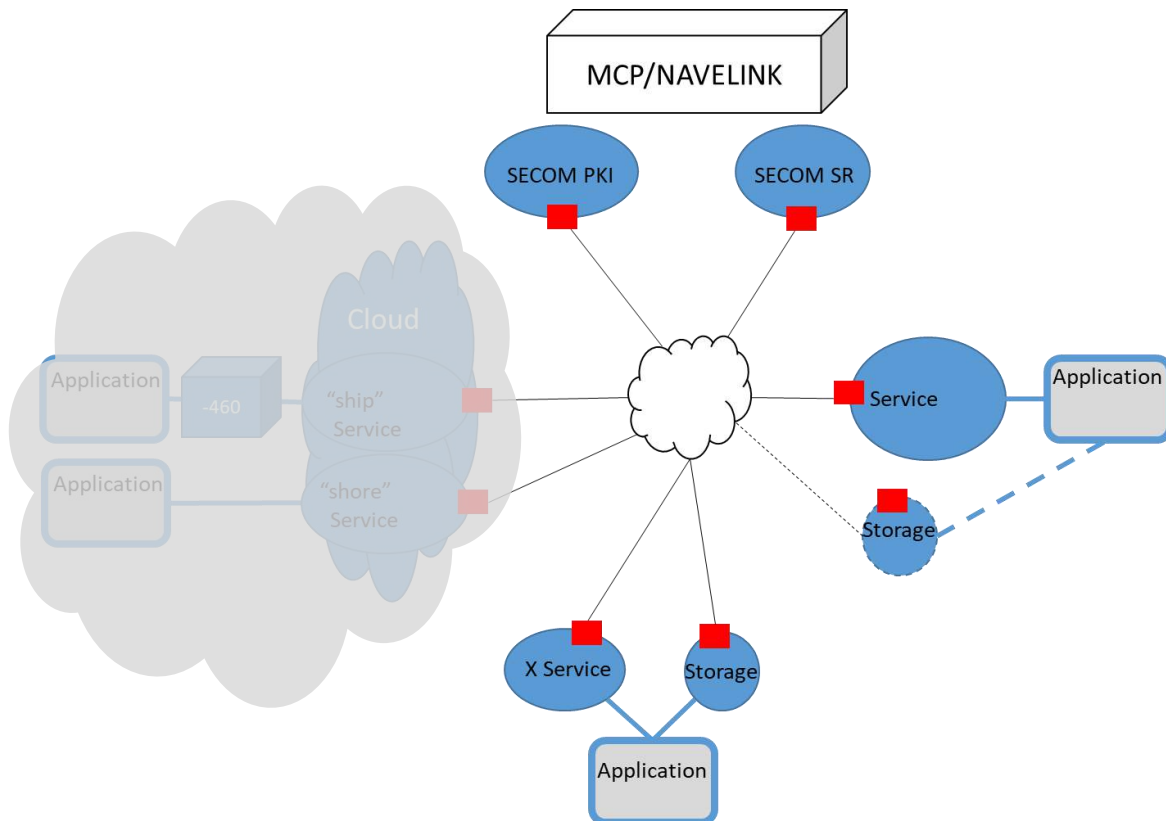 MCP/NAVELINK
SECOM PKI
SECOM SR
Cloud
Application
-460
“ship”
Service
Application
“shore”
Service
Service
Application
Storage
X Service
Storage
Application